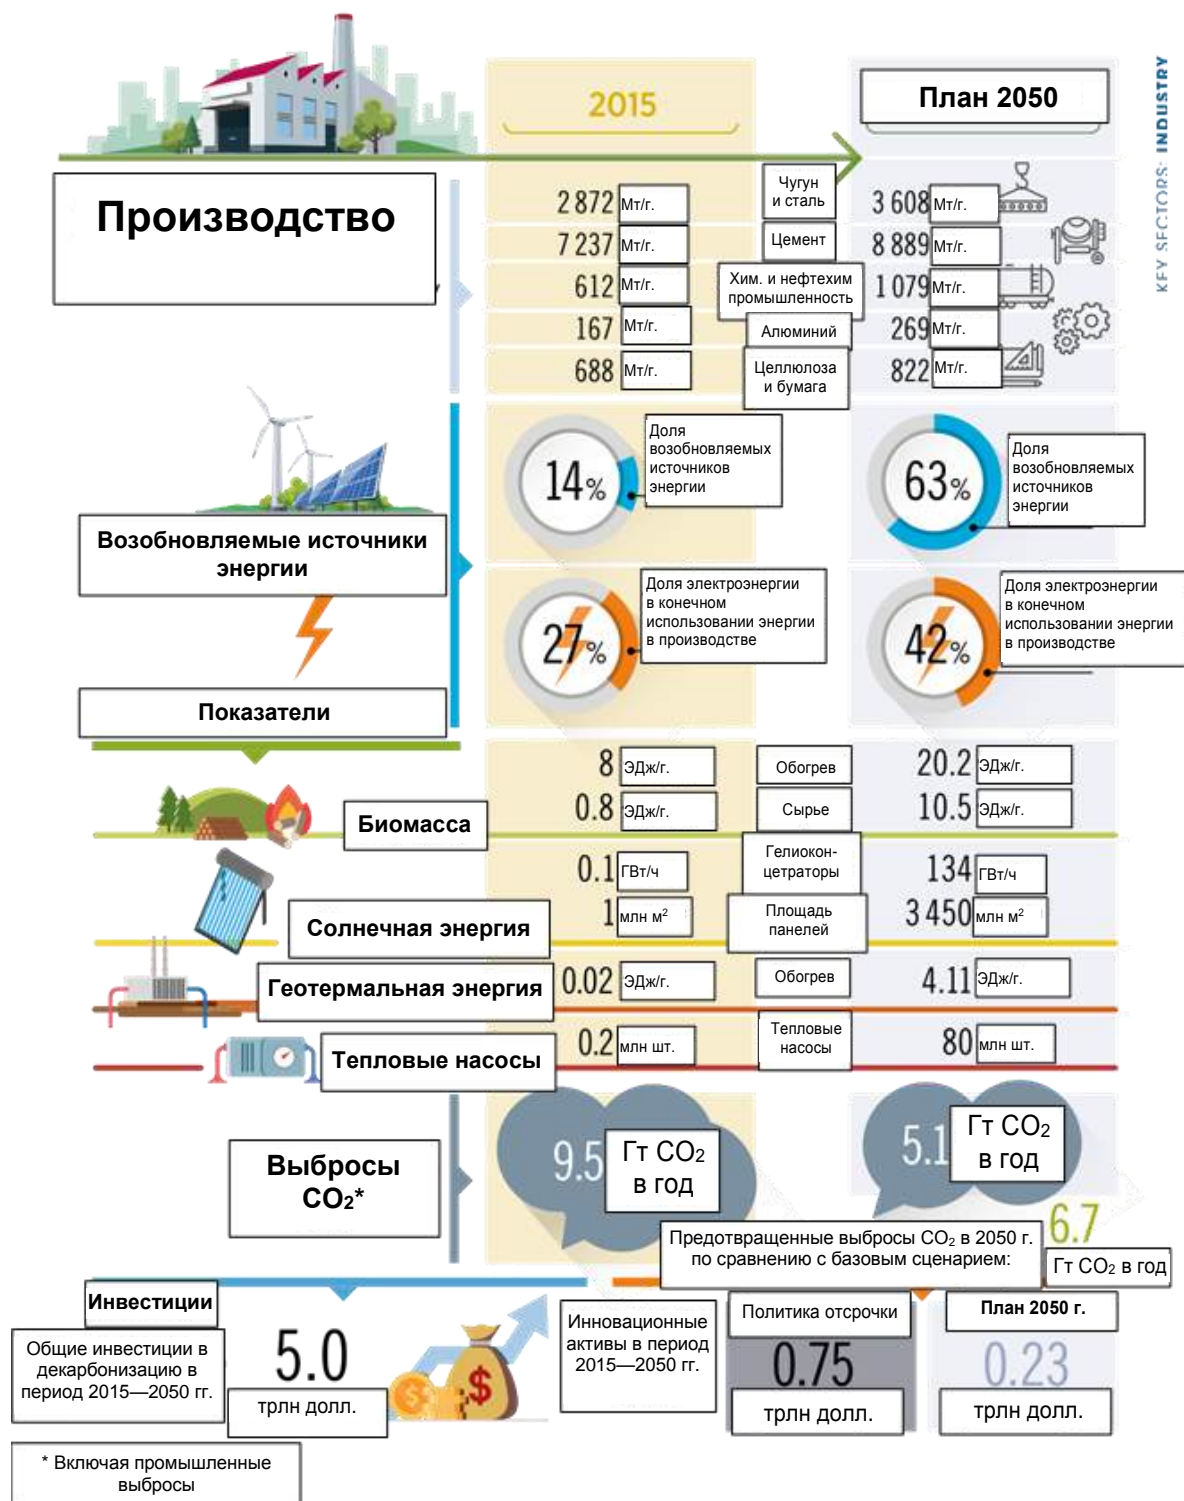 2015
План 2050
KEY SECTORS: INDUSTRY
Производство
2 872 Мт/г.
Чугун
и сталь
3 608 Мт/г.
7 237 Мт/г.
Цемент
8 889 Мт/г.
612 Мт/г.
Хим. и нефтехим
промышленность
1 079 Мт/г.
167 Мт/г.
Алюминий
269 Мт/г.
688 Мт/г.
Целлюлоза
и бумага
822 Мт/г.
Возобновляемые источники
энергии
14%
Доля
возобновляемых
источников
энергии
63%
Доля
возобновляемых
источников
энергии
27%
Доля электроэнергии
в конечном
использовании энергии
в производстве
42%
Доля электроэнергии
в конечном
использовании энергии
в производстве
Показатели
Биомасса
8 ЭДж/г.
Обогрев
20.2 ЭДж/г.
0.8 ЭДж/г.
Сырье
10.5 ЭДж/г.
Солнечная энергия
0.1 ГВт/ч
Гелиокон-
цетраторы
134 ГВт/ч
1 млн м²
Площадь
панелей
3 450 млн м²
Геотермальная энергия
0.02 ЭДж/г.
Обогрев
4.11 ЭДж/г.
Тепловые насосы
0.2 млн шт.
Тепловые
насосы
80 млн шт.
Выбросы
CO₂*
9.5 Гт CO₂
в год
5.1 Гт CO₂
в год
Предотвращенные выбросы CO₂ в 2050 г.
по сравнению с базовым сценарием:
6.7
Гт CO₂ в год
Инвестиции
Общие инвестиции в
декарбонизацию в
период 2015—2050 гг.
5.0
трлн долл.
Инновационные
активы в период
2015—2050 гг.
Политика отсрочки
0.75
трлн долл.
План 2050 г.
0.23
трлн долл.
* Включая промышленные
выбросы